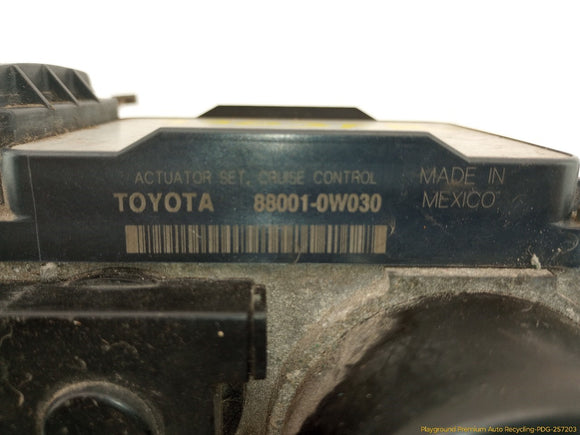 ACTUATOR SET, CRUISE CONTROL
TOYOTA 88001-0W030
MADE IN
MEXICO
Playground Premium Auto Recycling-PDG-257203